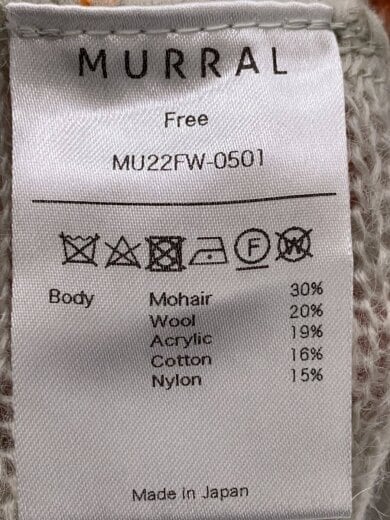 MURRAL
Free
MU22FW-0501
F W
Body Mohair 30%
Wool 20%
Acrylic 19%
Cotton 16%
Nylon 15%
Made in Japan